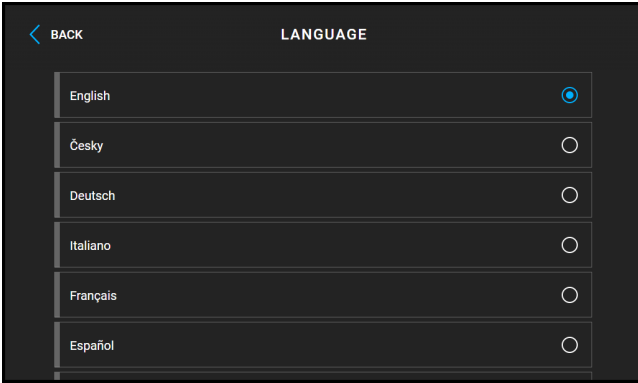 BACK
LANGUAGE
English
Česky
Deutsch
Italiano
Français
Español